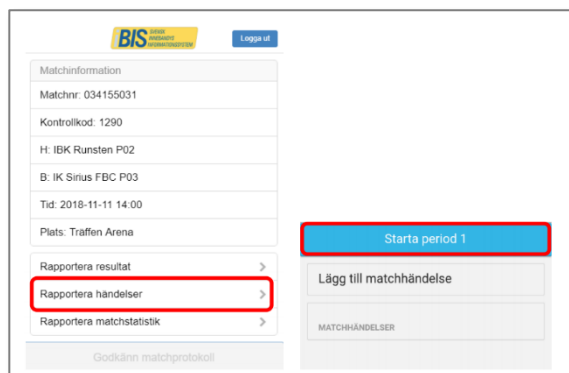 BIS SVENSK
INNEBANDYS
INFORMATIONSSYSTEM
Logga ut
Matchinformation
Matchnr: 034155031
Kontrollkod: 1290
H: IBK Runsten P02
B: IK Sirius FBC P03
Tid: 2018-11-11 14:00
Plats: Träffen Arena
Rapportera resultat
Rapportera händelser
Rapportera matchstatistik
Godkänn matchprotokoll
Starta period 1
Lägg till matchhändelse
MATCHHÄNDELSER